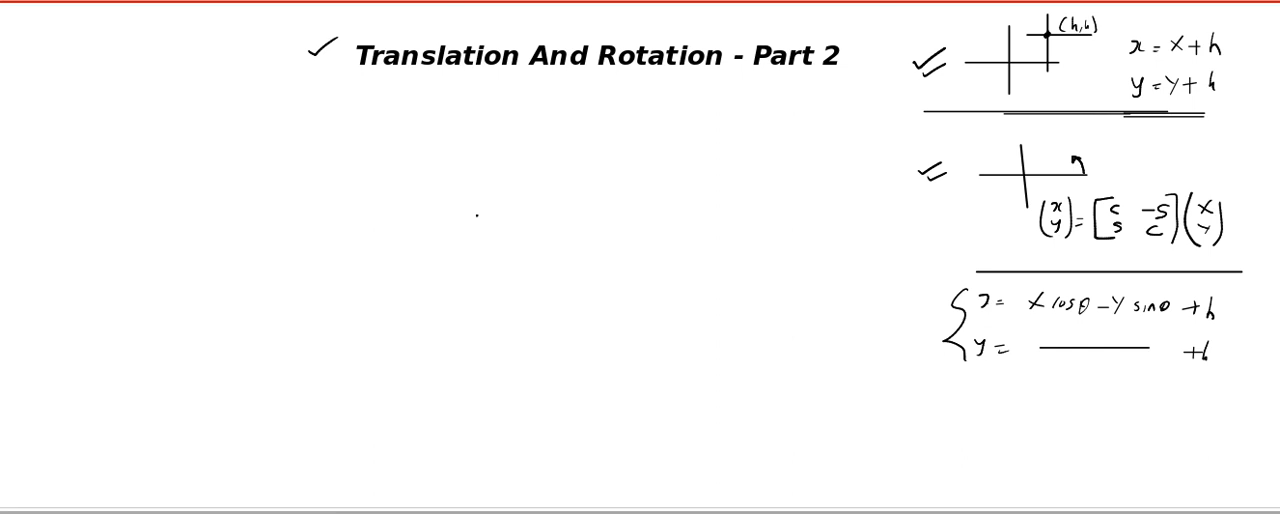 Translation And Rotation - Part 2
(h,k)
x = X + h
y = Y + k
(x y) = [c -s s c] (X Y)
x = X cosθ - Y sinθ + h
y = ——— + k